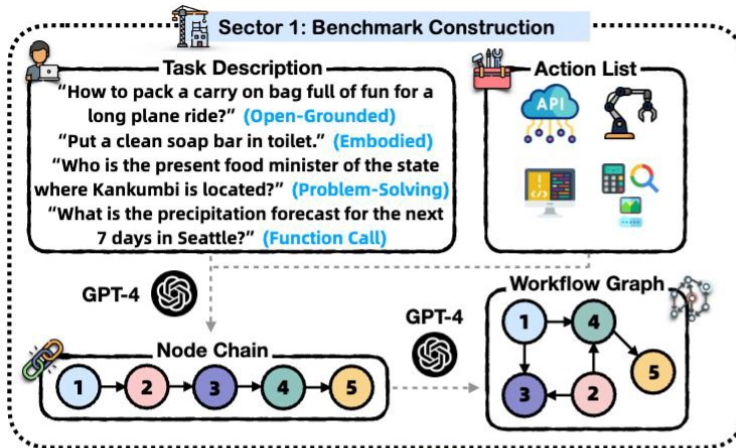 Sector 1: Benchmark Construction
Task Description
“How to pack a carry on bag full of fun for a
long plane ride?” (Open-Grounded)
“Put a clean soap bar in toilet.” (Embodied)
“Who is the present food minister of the state
where Kankumbi is located?” (Problem-Solving)
“What is the precipitation forecast for the next
7 days in Seattle?” (Function Call)
Action List
API
GPT-4
Node Chain
1 2 3 4 5
GPT-4
Workflow Graph
1 4
5
3 2